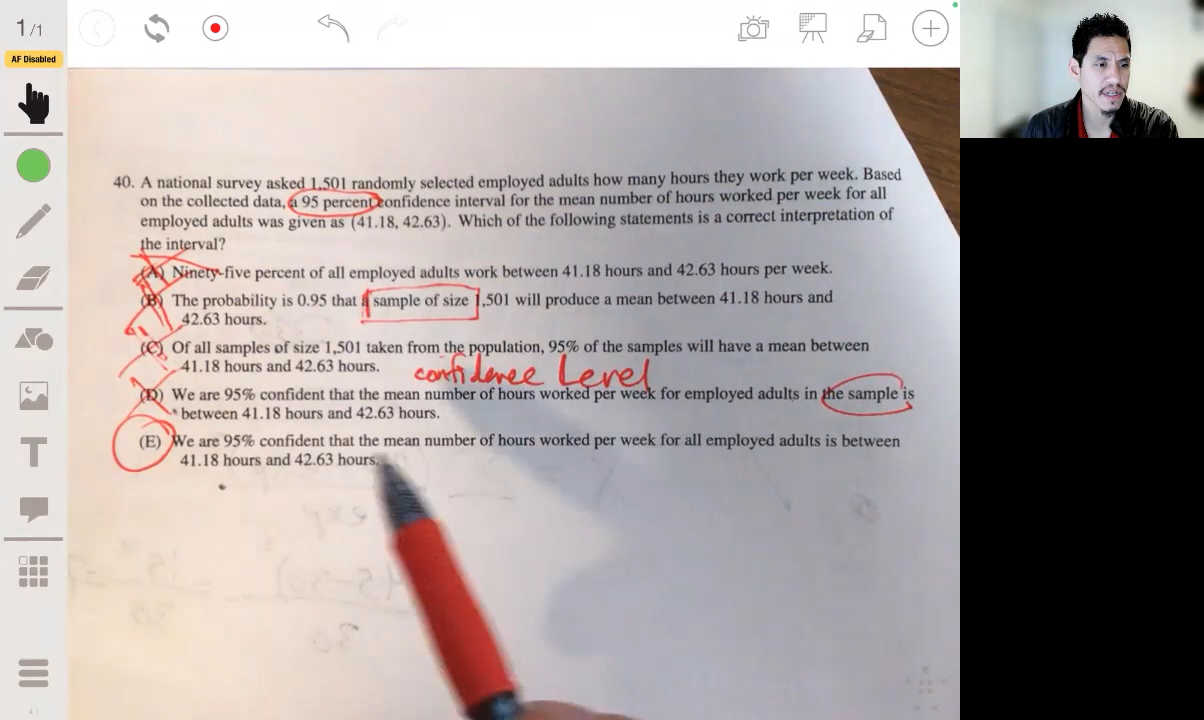 1/1
AF Disabled
40. A national survey asked 1,501 randomly selected employed adults how many hours they work per week. Based
on the collected data, a 95 percent confidence interval for the mean number of hours worked per week for all
employed adults was given as (41.18, 42.63). Which of the following statements is a correct interpretation of
the interval?
(A) Ninety-five percent of all employed adults work between 41.18 hours and 42.63 hours per week.
(B) The probability is 0.95 that a sample of size 1,501 will produce a mean between 41.18 hours and
42.63 hours.
(C) Of all samples of size 1,501 taken from the population, 95% of the samples will have a mean between
41.18 hours and 42.63 hours.
confidence Level
(D) We are 95% confident that the mean number of hours worked per week for employed adults in the sample is
between 41.18 hours and 42.63 hours.
(E) We are 95% confident that the mean number of hours worked per week for all employed adults is between
41.18 hours and 42.63 hours.
T